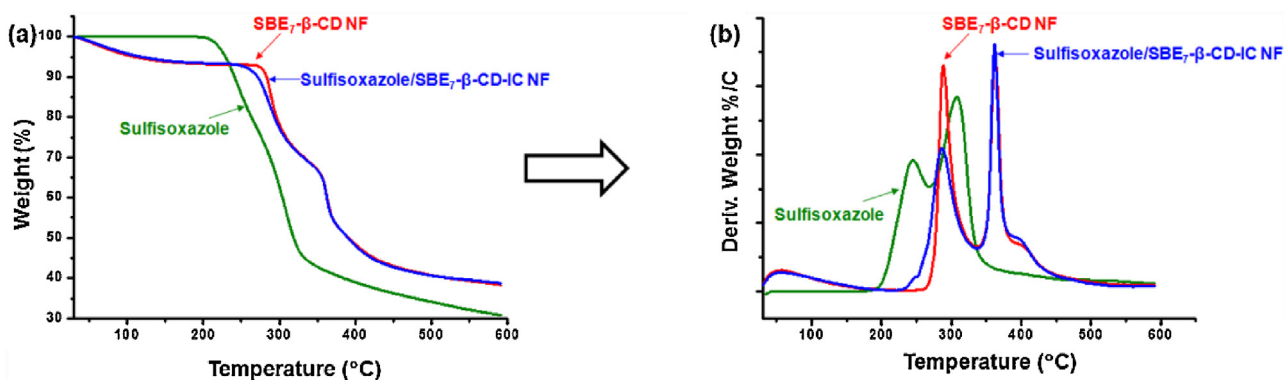 (a)
SBE₇-β-CD NF
Sulfisoxazole/SBE₇-β-CD-IC NF
Sulfisoxazole
Weight (%)
100
90
80
70
60
50
40
30
100 200 300 400 500 600
Temperature (°C)
(b)
SBE₇-β-CD NF
Sulfisoxazole/SBE₇-β-CD-IC NF
Sulfisoxazole
Deriv. Weight %/C
100 200 300 400 500 600
Temperature (°C)